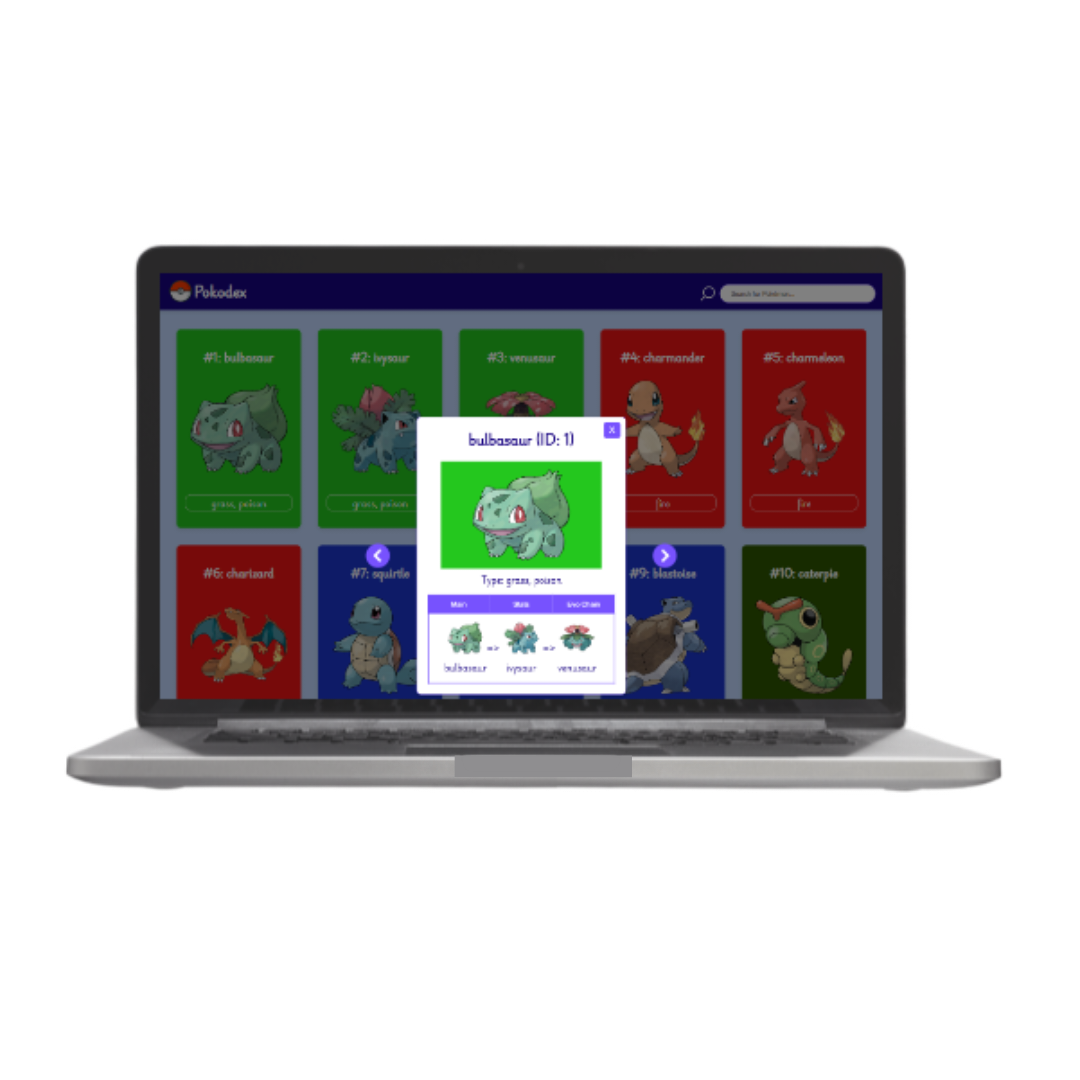 Pokodex
Search for Pokémon...
#1: bulbasaur
#2: ivysaur
#3: venusaur
#4: charmander
#5: charmeleon
grass, poison
grass, poison
fire
fire
bulbasaur (ID: 1)
X
Type: grass, poison
Main
Stats
Evo Chain
bulbasaur
ivysaur
venusaur
#6: charizard
#7: squirtle
#9: blastoise
#10: caterpie